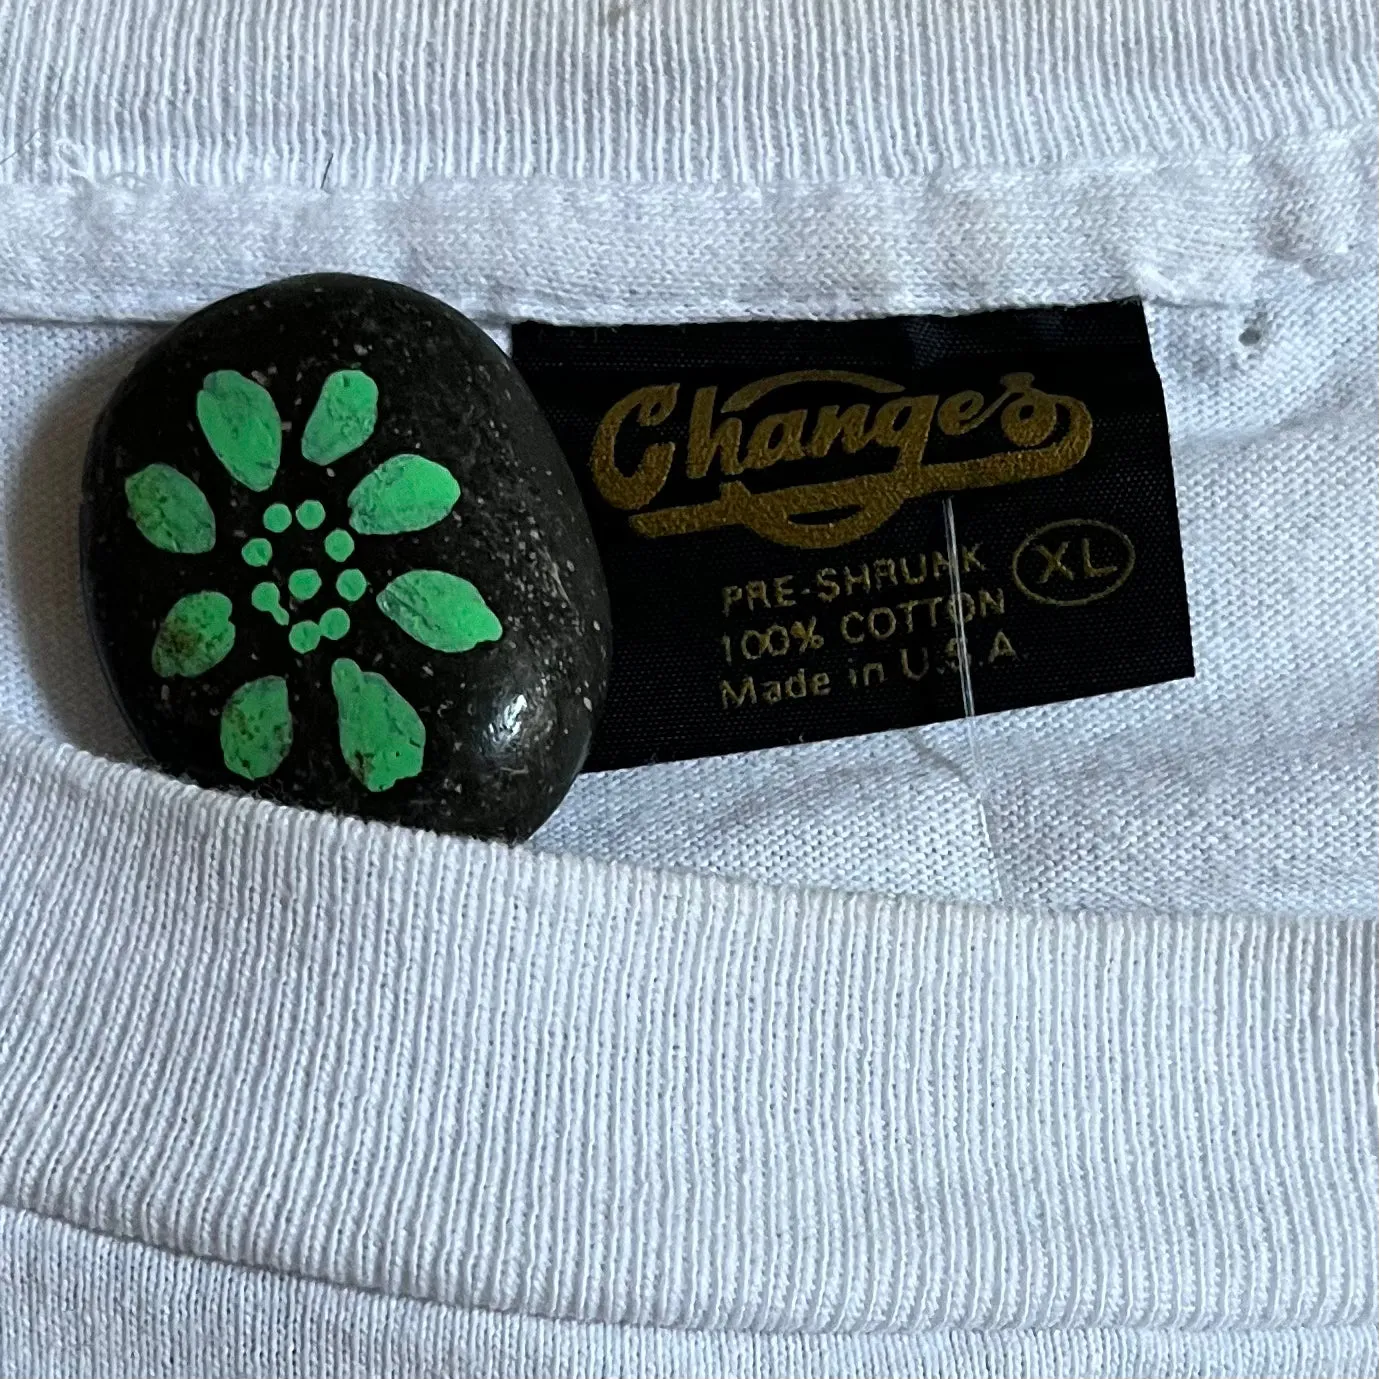 Changes
PRE-SHRUNK
XL
100% COTTON
Made in U.S.A.